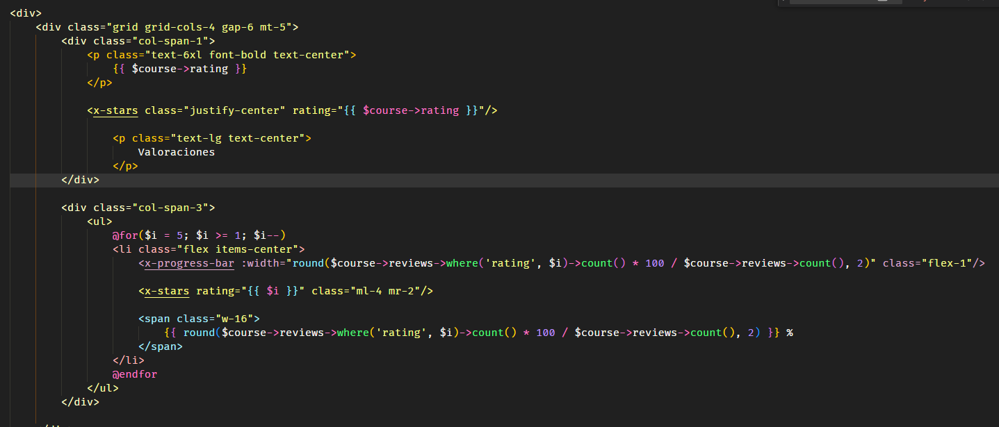 <div>
<div class="grid grid-cols-4 gap-6 mt-5">
<div class="col-span-1">
<p class="text-6xl font-bold text-center">
{{ $course->rating }}
</p>
<x-stars class="justify-center" rating="{{ $course->rating }}"/>
<p class="text-lg text-center">
Valoraciones
</p>
</div>
<div class="col-span-3">
<ul>
@for($i = 5; $i >= 1; $i--)
<li class="flex items-center">
<x-progress-bar :width="round($course->reviews->where('rating', $i)->count() * 100 / $course->reviews->count(), 2)" class="flex-1"/>
<x-stars rating="{{ $i }}" class="ml-4 mr-2"/>
<span class="w-16">
{{ round($course->reviews->where('rating', $i)->count() * 100 / $course->reviews->count(), 2) }} %
</span>
</li>
@endfor
</ul>
</div>